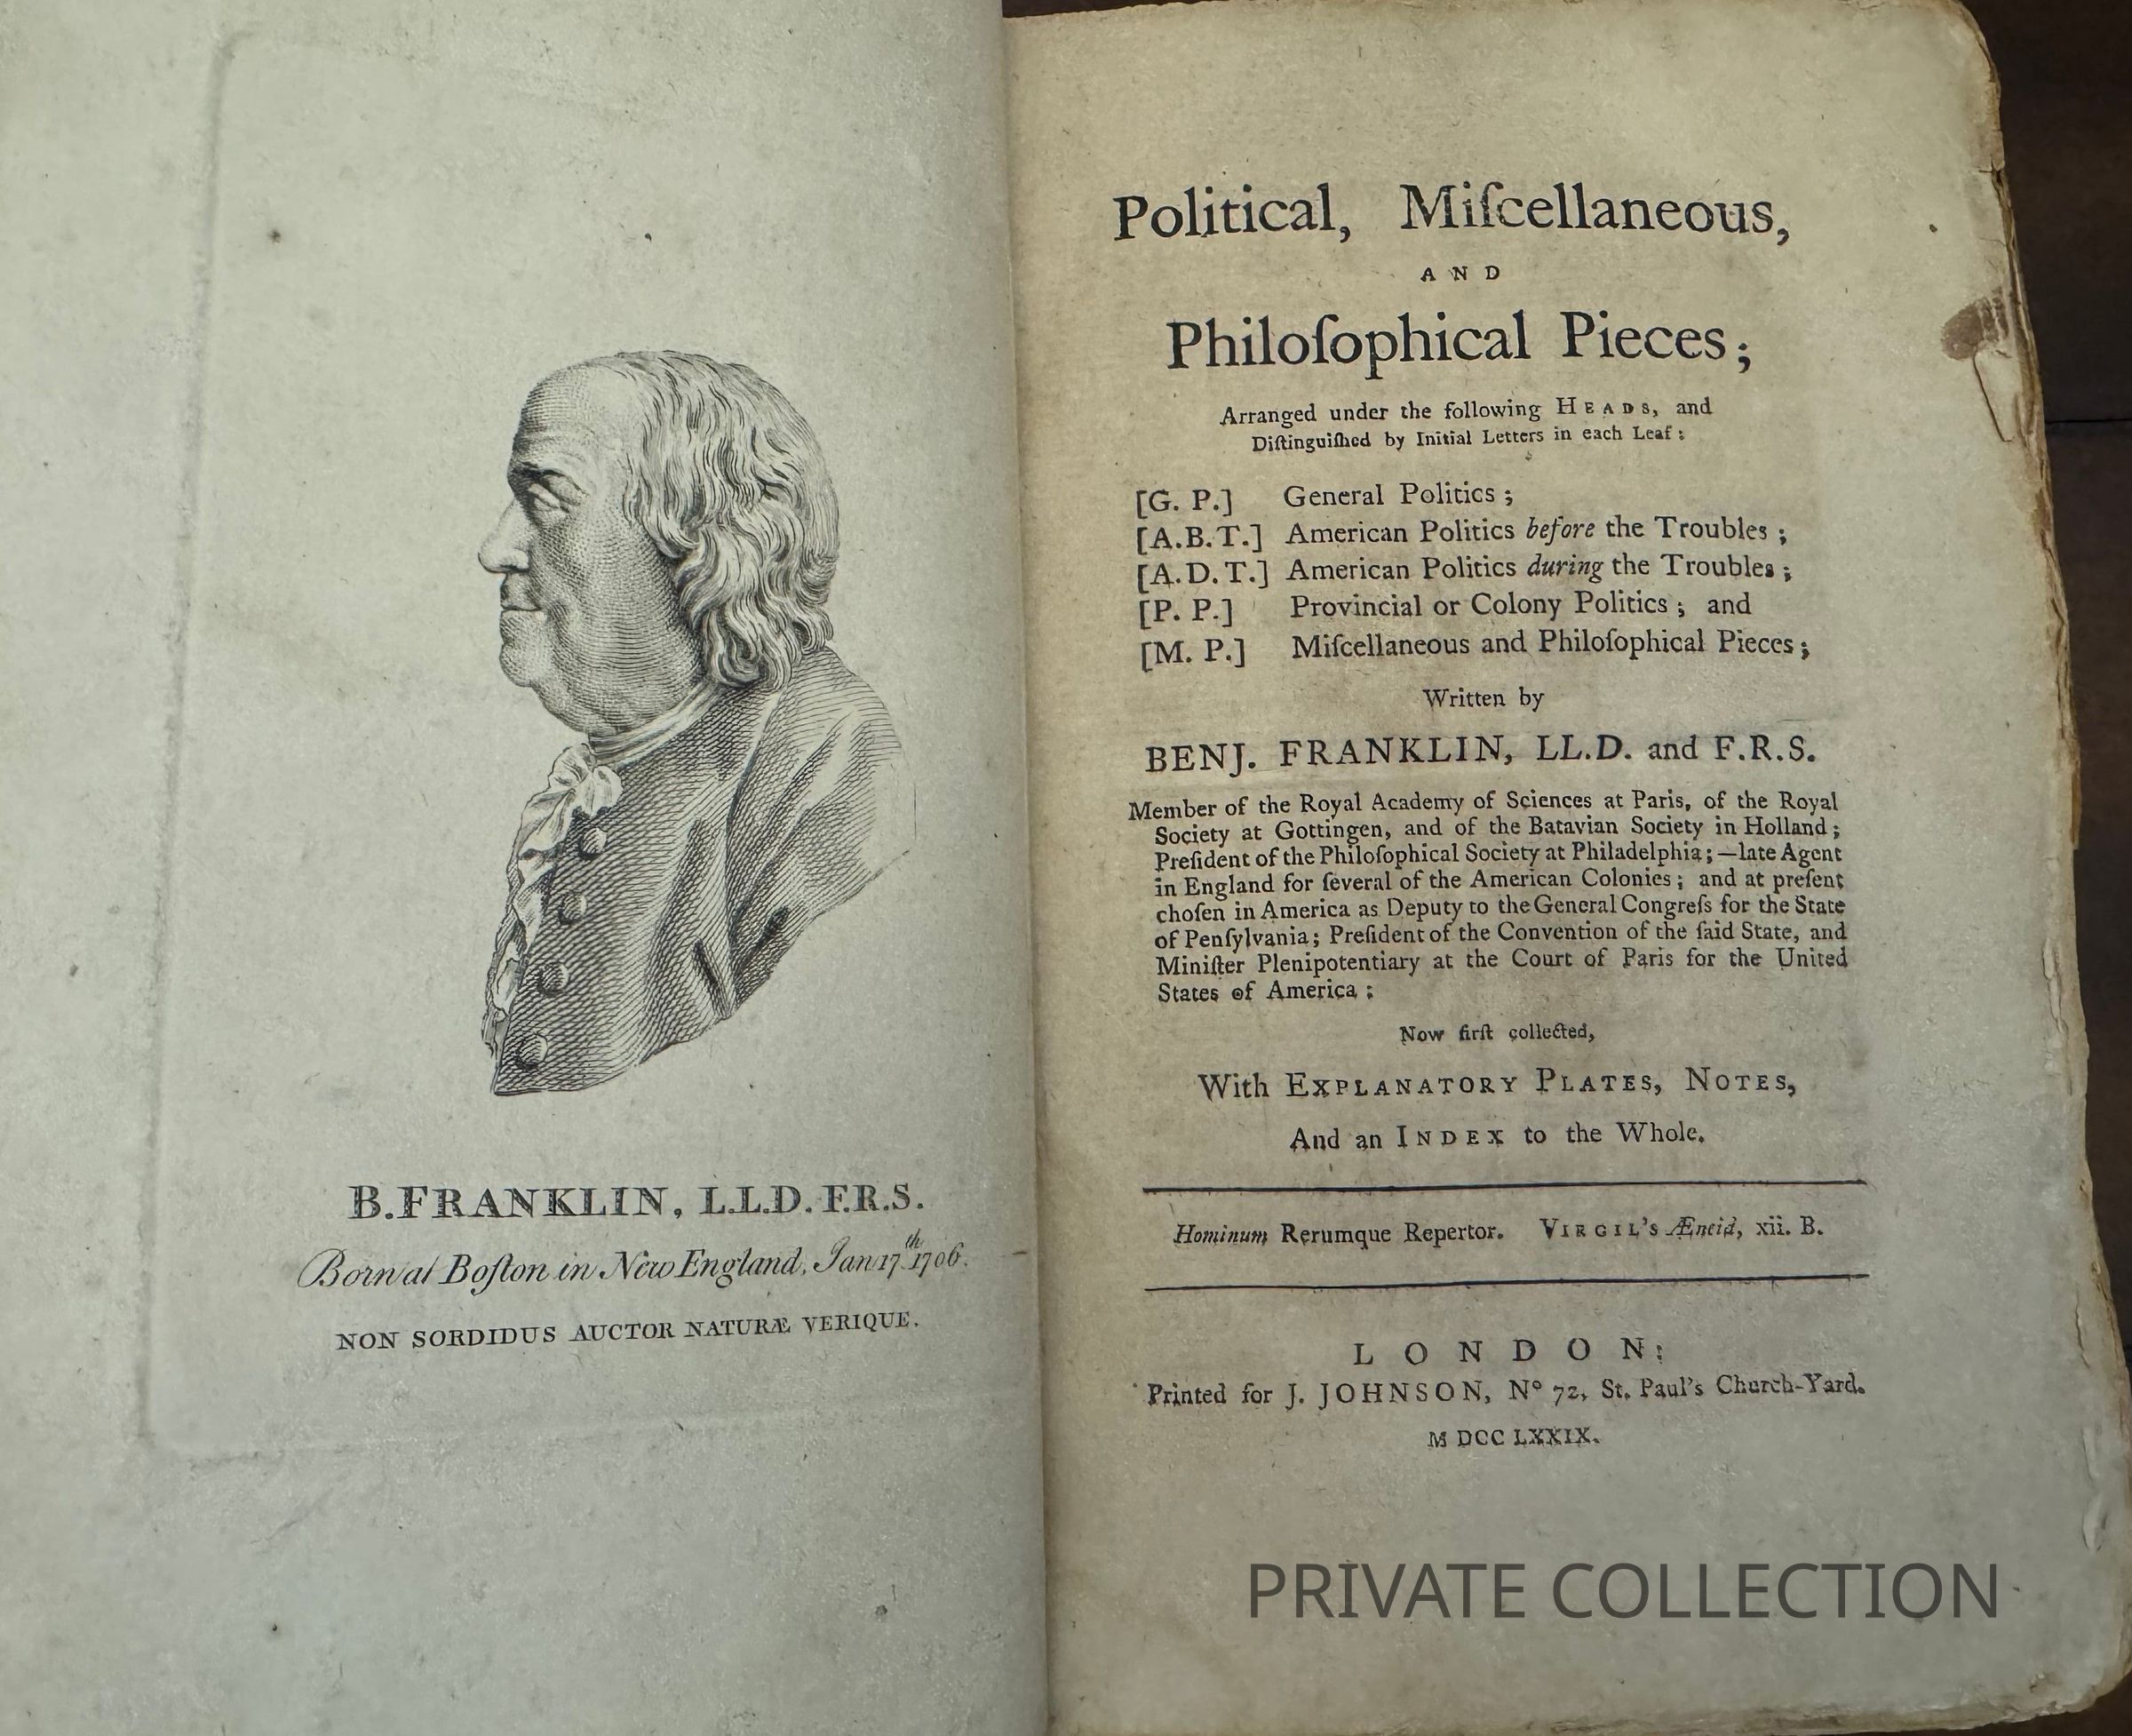 B. FRANKLIN, L.L.D. F.R.S.
Born at Boſton in New England, Jan 17.th 1706.
NON SORDIDUS AUCTOR NATURÆ VERIQUE.
Political, Miſcellaneous,
AND
Philoſophical Pieces;
Arranged under the following HEADS, and
Diſtinguiſhed by Initial Letters in each Leaf:
[G. P.] General Politics;
[A.B.T.] American Politics before the Troubles;
[A.D.T.] American Politics during the Troubles;
[P. P.] Provincial or Colony Politics; and
[M. P.] Miſcellaneous and Philoſophical Pieces;
Written by
BENJ. FRANKLIN, LL.D. and F.R.S.
Member of the Royal Academy of Sciences at Paris, of the Royal
Society at Gottingen, and of the Batavian Society in Holland;
Preſident of the Philoſophical Society at Philadelphia;—late Agent
in England for ſeveral of the American Colonies; and at preſent
choſen in America as Deputy to the General Congreſs for the State
of Penſylvania; Preſident of the Convention of the ſaid State, and
Miniſter Plenipotentiary at the Court of Paris for the United
States of America:
Now firſt collected,
With EXPLANATORY PLATES, NOTES,
And an INDEX to the Whole.
Hominum Rerumque Repertor. VIRGIL's Æneid, xii. B.
LONDON:
Printed for J. JOHNSON, N° 72, St. Paul's Church-Yard.
M DCC LXXIX.
PRIVATE COLLECTION